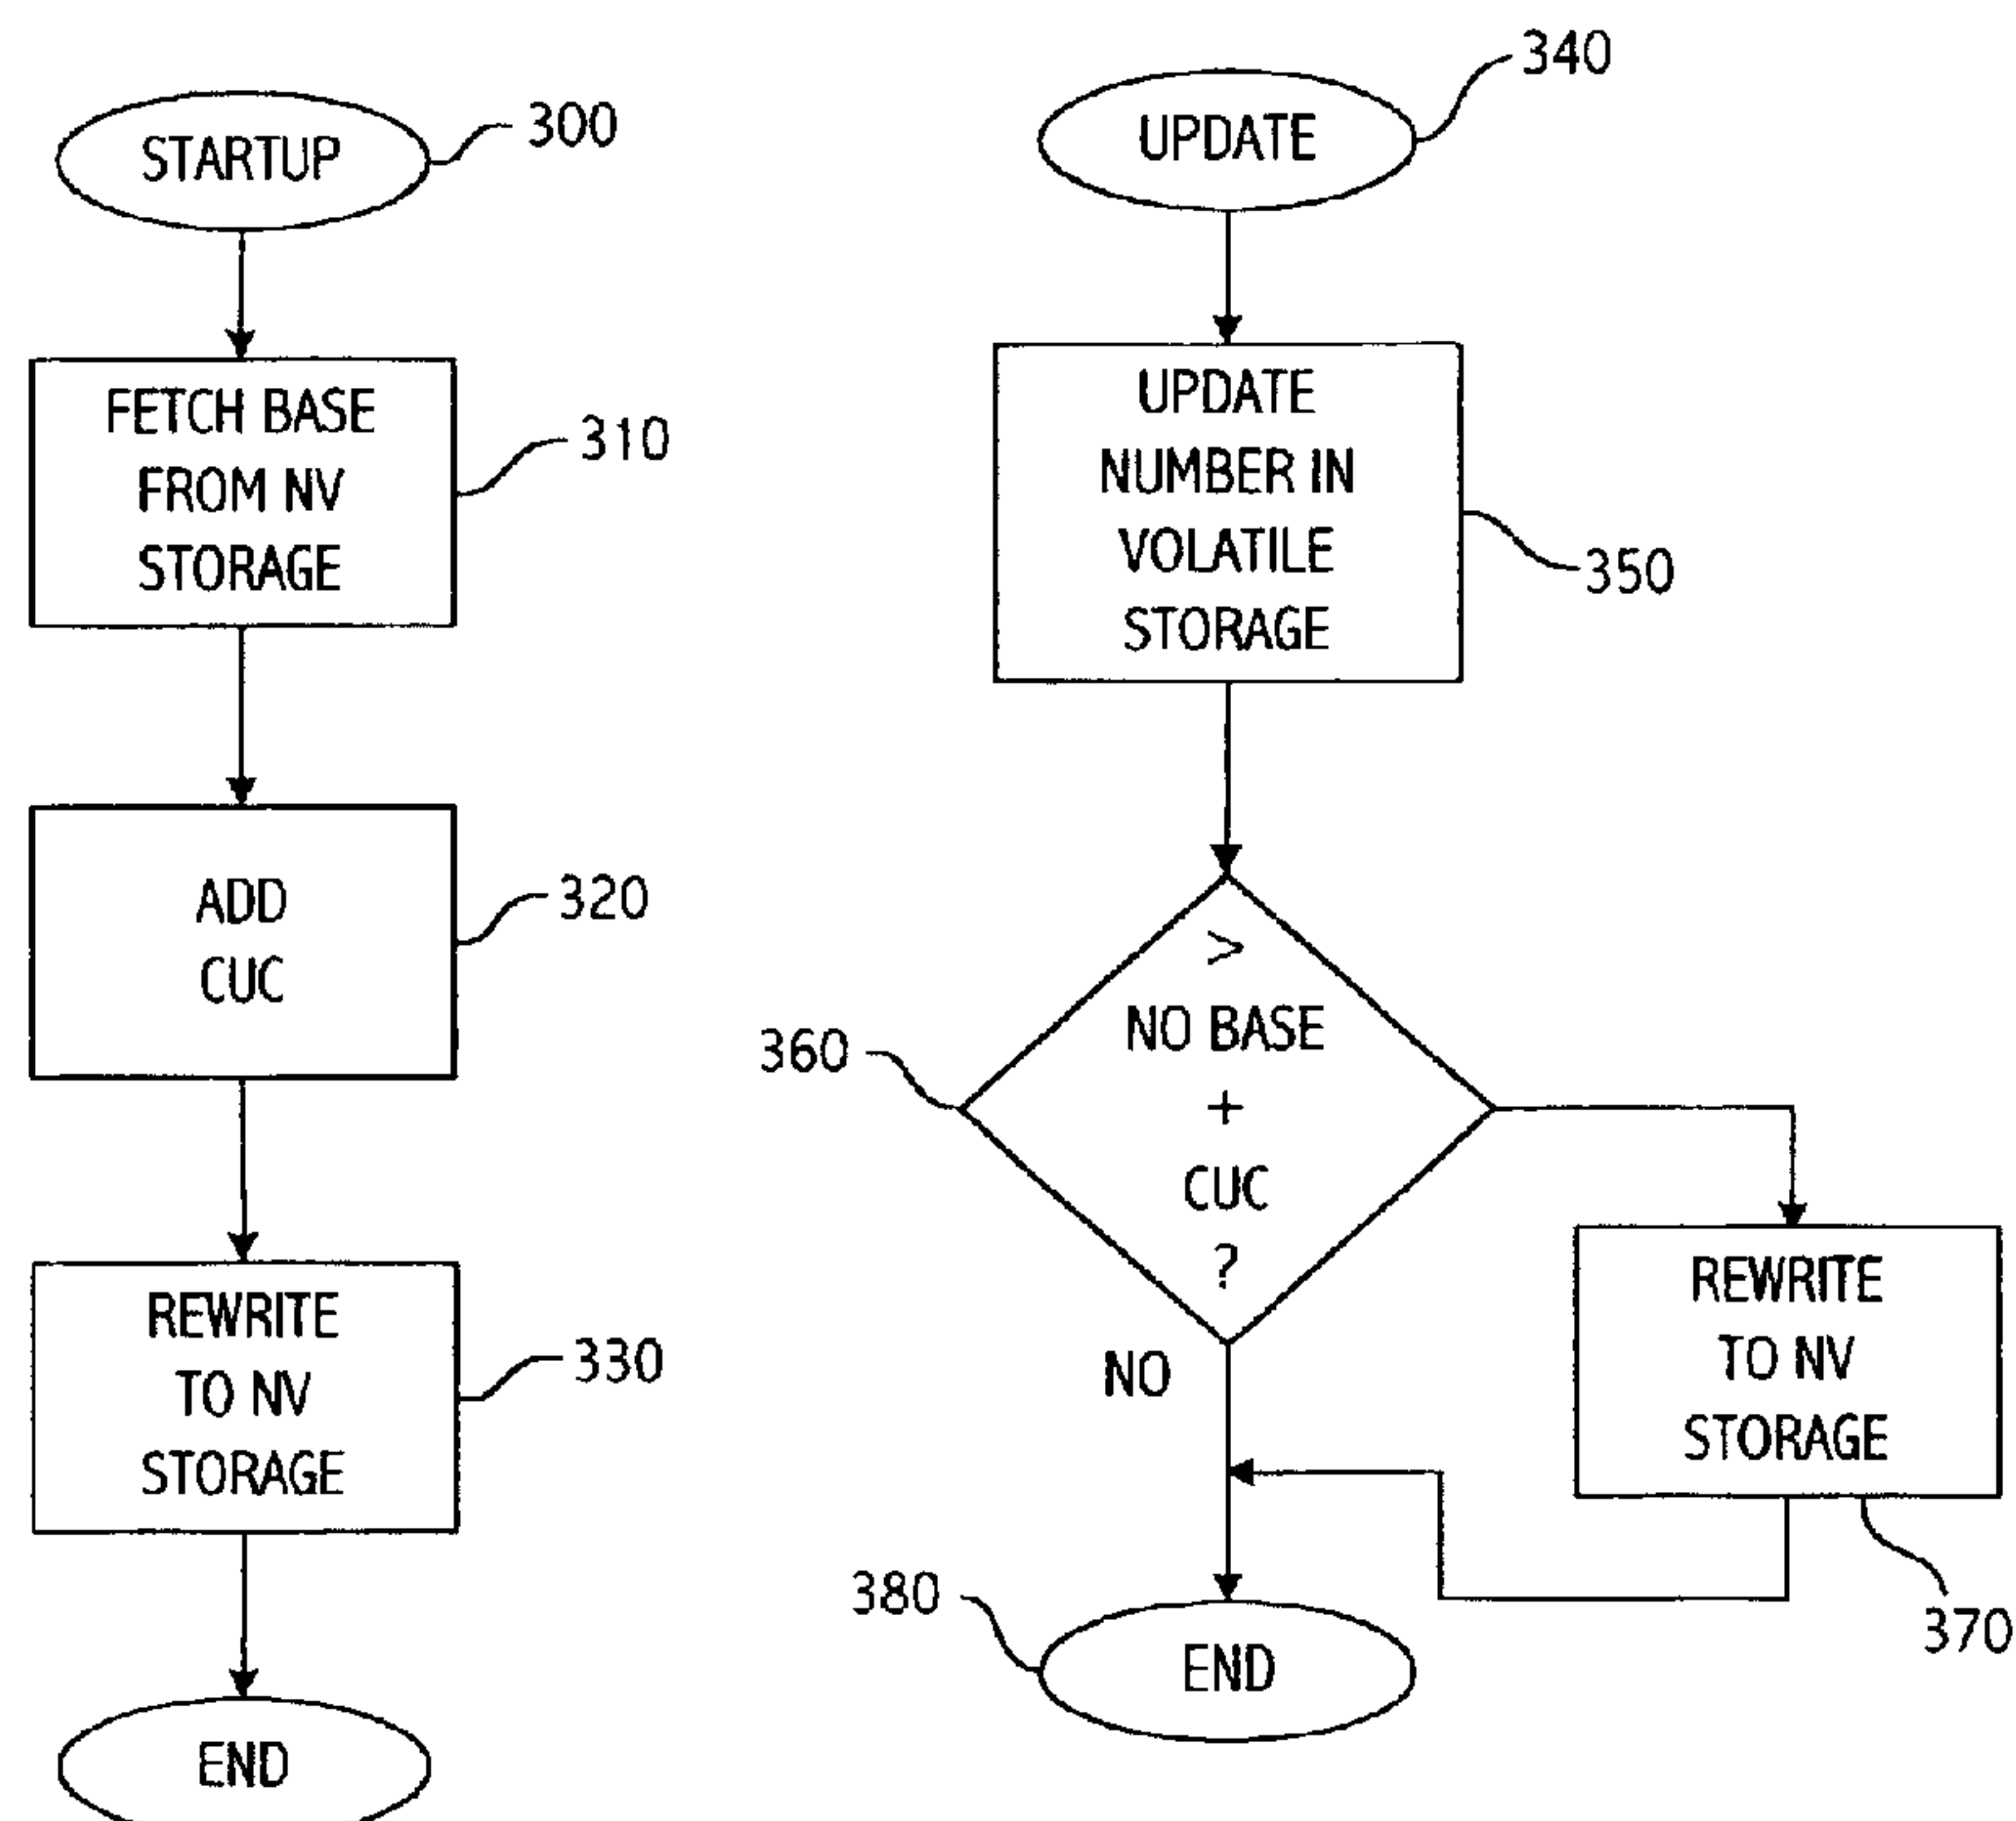 STARTUP
300
FETCH BASE
FROM NV
STORAGE
310
ADD
CUC
320
REWRITE
TO NV
STORAGE
330
END
UPDATE
340
UPDATE
NUMBER IN
VOLATILE
STORAGE
350
>
NO BASE
+
CUC
?
360
NO
REWRITE
TO NV
STORAGE
370
380
END